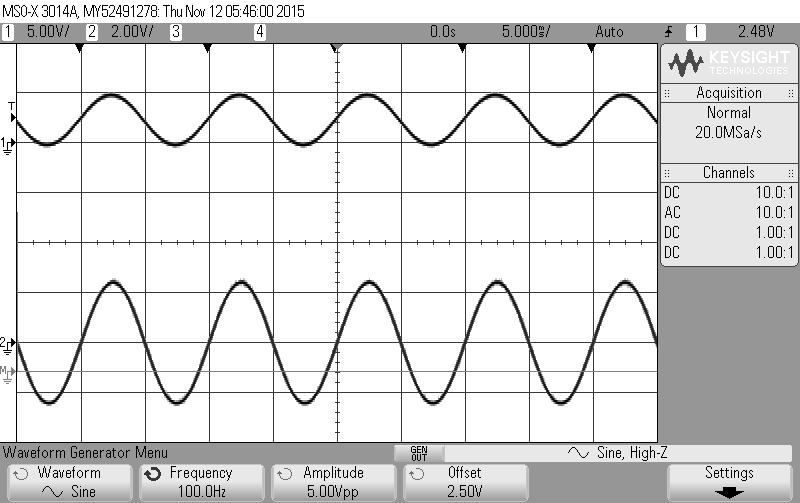 MSO-X 3014A, MY52491278: Thu Nov 12 05:46:00 2015
1 5.00V/ 2 2.00V/ 3 4 0.0s 5.000ms/ Auto 1 2.48V
KEYSIGHT
TECHNOLOGIES
Acquisition
Normal
20.0MSa/s
Channels
DC 10.0:1
AC 10.0:1
DC 1.00:1
DC 1.00:1
T
1
2
M
Waveform Generator Menu
GEN
OUT
Sine, High-Z
Waveform
Sine
Frequency
100.0Hz
Amplitude
5.00Vpp
Offset
2.50V
Settings